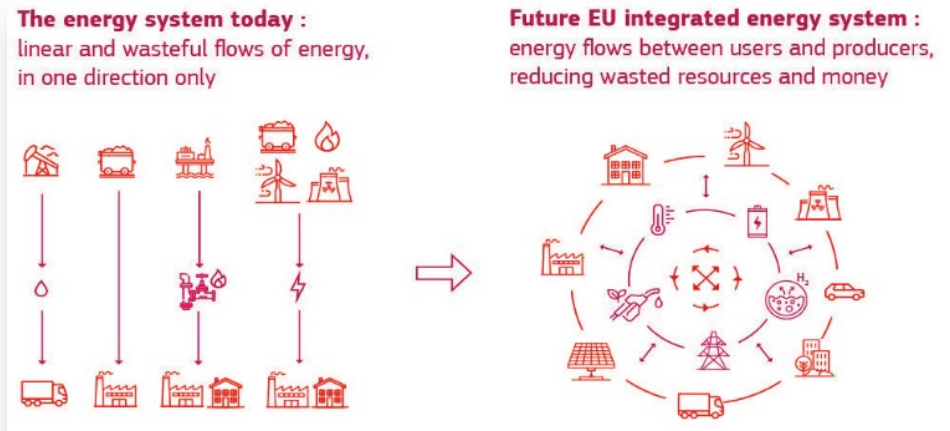 The energy system today :
linear and wasteful flows of energy,
in one direction only
Future EU integrated energy system :
energy flows between users and producers,
reducing wasted resources and money
H₂